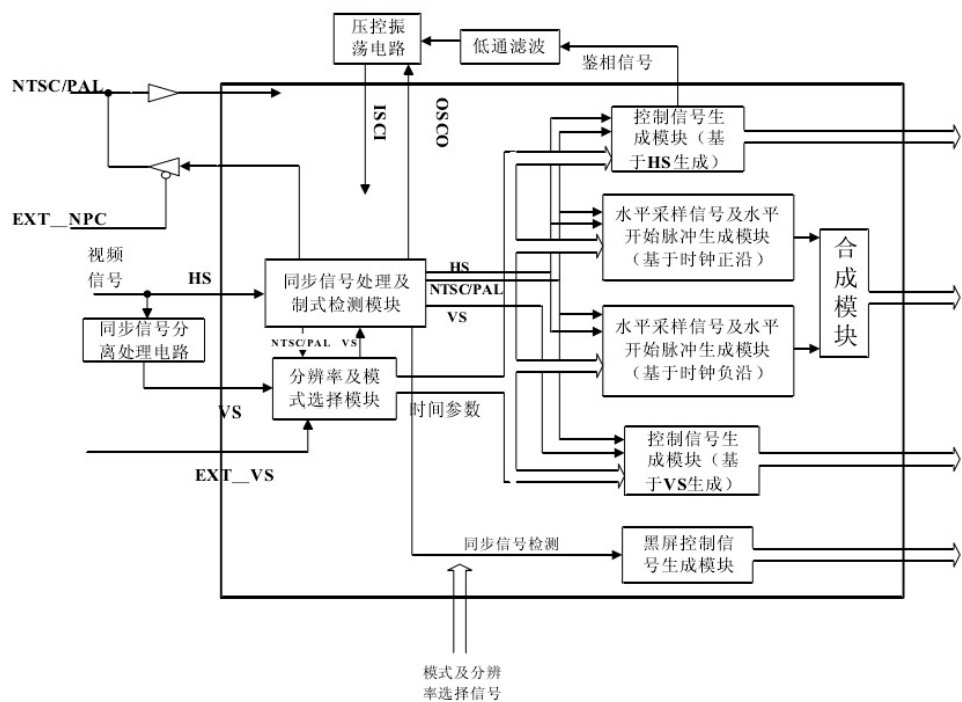 压控振
荡电路
低通滤波
鉴相信号
NTSC/PAL
ISCI
OSCO
控制信号生
成模块（基
于HS生成）
EXT__NPC
水平采样信号及水平
开始脉冲生成模块
（基于时钟正沿）
合成模块
视频
信号
HS
同步信号处理及
制式检测模块
HS
NTSC/PAL
VS
同步信号分
离处理电路
NTSC/PAL VS
水平采样信号及水平
开始脉冲生成模块
（基于时钟负沿）
分辨率及模
式选择模块
时间参数
VS
EXT__VS
控制信号生
成模块（基
于VS生成）
同步信号检测
黑屏控制信
号生成模块
模式及分辨
率选择信号